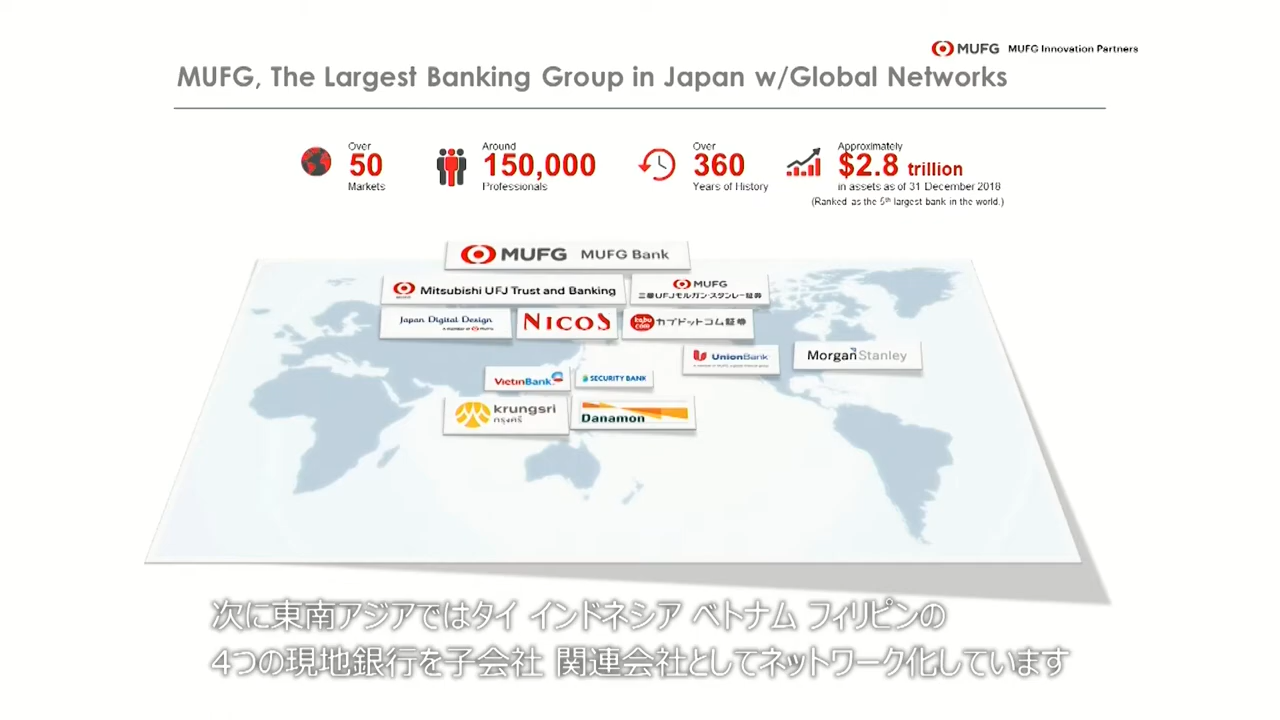 MUFG MUFG Innovation Partners
MUFG, The Largest Banking Group in Japan w/Global Networks
Over
50
Markets
Around
150,000
Professionals
Over
360
Years of History
Approximately
$2.8 trillion
in assets as of 31 December 2018
(Ranked as the 5th largest bank in the world.)
MUFG MUFG Bank
MUFG Mitsubishi UFJ Trust and Banking
MUFG
三菱UFJモルガン・スタンレー証券
Japan Digital Design
a member of MUFG
NICOS
kabu.com カブドットコム証券
UnionBank
MorganStanley
VietinBank
SECURITY BANK
krungsri
กรุงศรี
Danamon
次に東南アジアではタイ インドネシア ベトナム フィリピンの
4つの現地銀行を子会社 関連会社としてネットワーク化しています